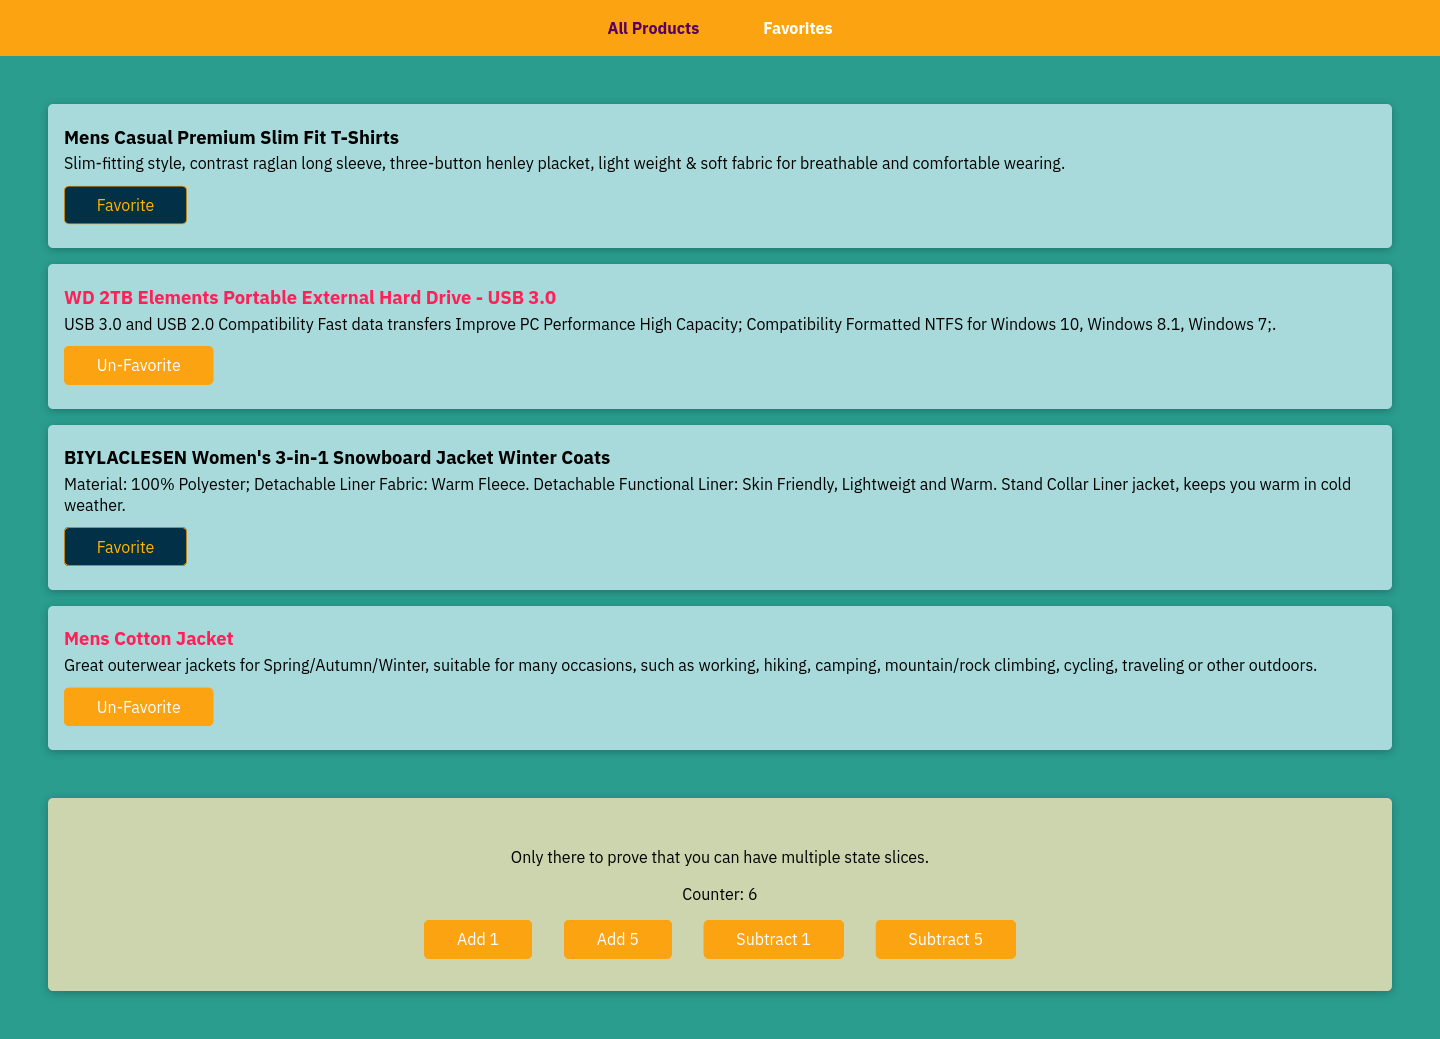 All Products Favorites
Mens Casual Premium Slim Fit T-Shirts
Slim-fitting style, contrast raglan long sleeve, three-button henley placket, light weight & soft fabric for breathable and comfortable wearing.
Favorite
WD 2TB Elements Portable External Hard Drive - USB 3.0
USB 3.0 and USB 2.0 Compatibility Fast data transfers Improve PC Performance High Capacity; Compatibility Formatted NTFS for Windows 10, Windows 8.1, Windows 7;.
Un-Favorite
BIYLACLESEN Women's 3-in-1 Snowboard Jacket Winter Coats
Material: 100% Polyester; Detachable Liner Fabric: Warm Fleece. Detachable Functional Liner: Skin Friendly, Lightweigt and Warm. Stand Collar Liner jacket, keeps you warm in cold
weather.
Favorite
Mens Cotton Jacket
Great outerwear jackets for Spring/Autumn/Winter, suitable for many occasions, such as working, hiking, camping, mountain/rock climbing, cycling, traveling or other outdoors.
Un-Favorite
Only there to prove that you can have multiple state slices.
Counter: 6
Add 1 Add 5 Subtract 1 Subtract 5